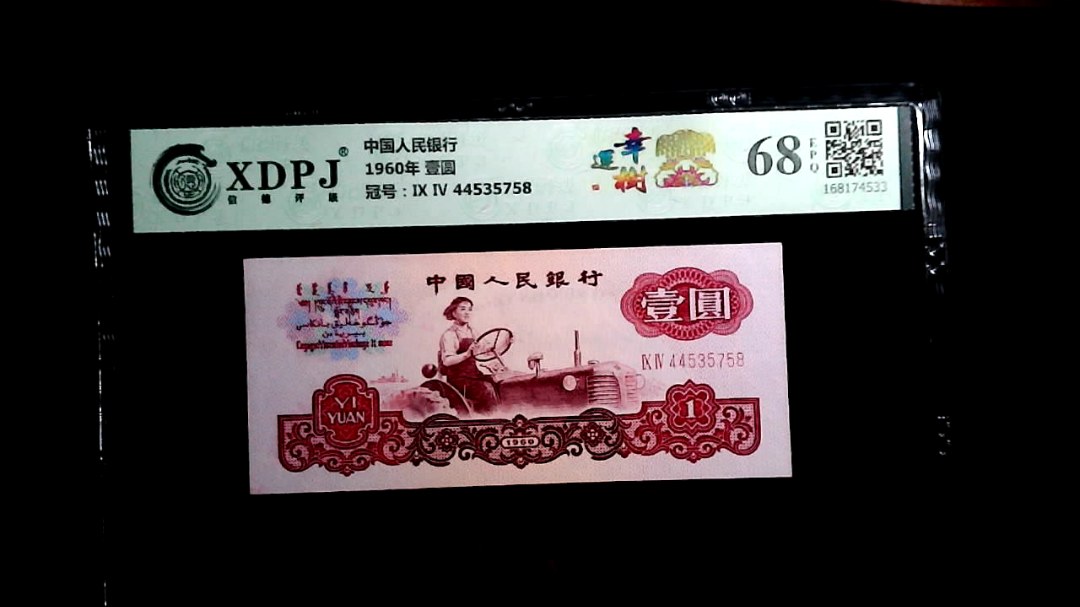 XDPJ®
信德评级
中国人民银行
1960年 壹圆
冠号：IX IV 44535758
幸運樹
68
EPQ
168174533
中國人民銀行
壹圓
IX IV 44535758
YI
YUAN
1
1960